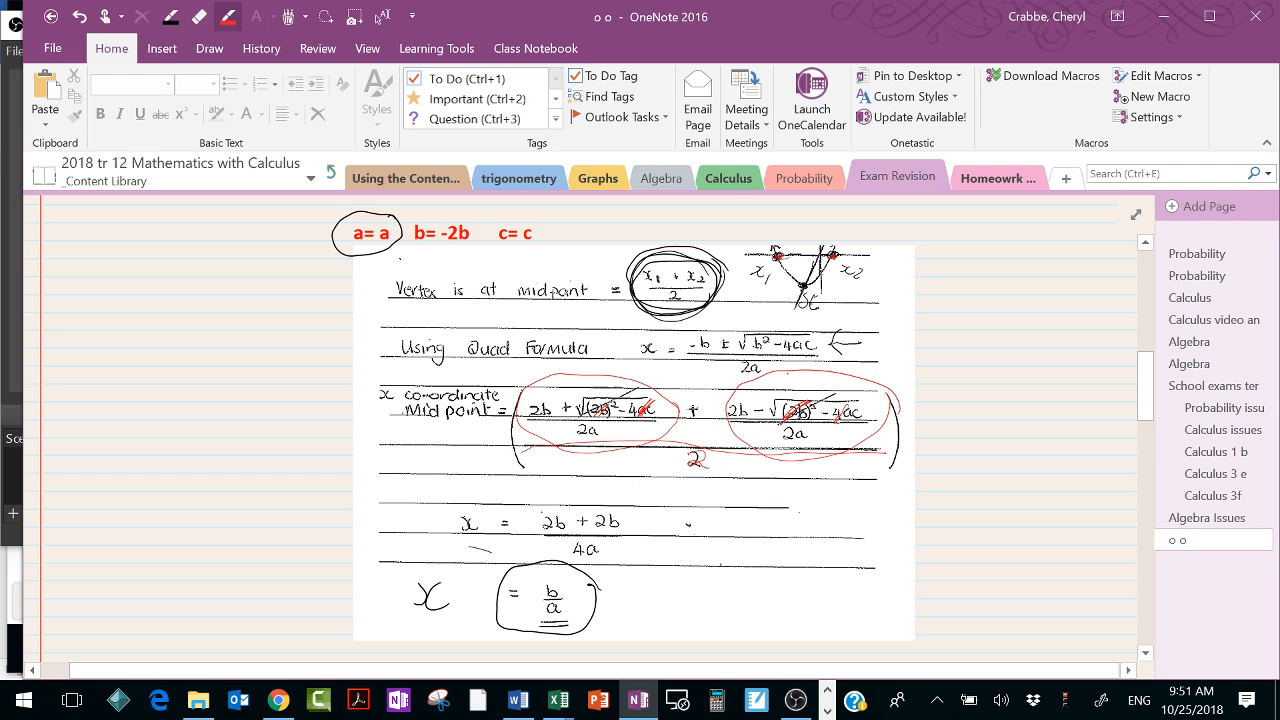 o o - OneNote 2016
Crabbe, Cheryl
File Home Insert Draw History Review View Learning Tools Class Notebook
Paste
Clipboard
B I U abc x²
Basic Text
Styles
Styles
To Do (Ctrl+1)
Important (Ctrl+2)
Question (Ctrl+3)
To Do Tag
Find Tags
Outlook Tasks
Tags
Email Page
Email
Meeting Details
Meetings
Launch OneCalendar
Tools
Pin to Desktop
Custom Styles
Update Available!
Onetastic
Download Macros
Edit Macros
New Macro
Settings
Macros
2018 tr 12 Mathematics with Calculus
_Content Library
Using the Conten... trigonometry Graphs Algebra Calculus Probability Exam Revision Homeowrk ... +
Search (Ctrl+E)
Add Page
Probability
Probability
Calculus
Calculus video an
Algebra
Algebra
School exams ter
Probability issu
Calculus issues
Calculus 1 b
Calculus 3 e
Calculus 3f
Algebra Issues
o o
a= a b= -2b c= c
x₁ x₂
Vertex is at midpoint = (x₁ + x₂)/2
Using Quad Formula x = (-b ± √(b² - 4ac))/2a
x co-ordinate
Midpoint = ((2b + √((2b)² - 4ac))/2a + (2b - √((2b)² - 4ac))/2a)/2
x = (2b + 2b)/4a
x = b/a
ENG
9:51 AM
10/25/2018